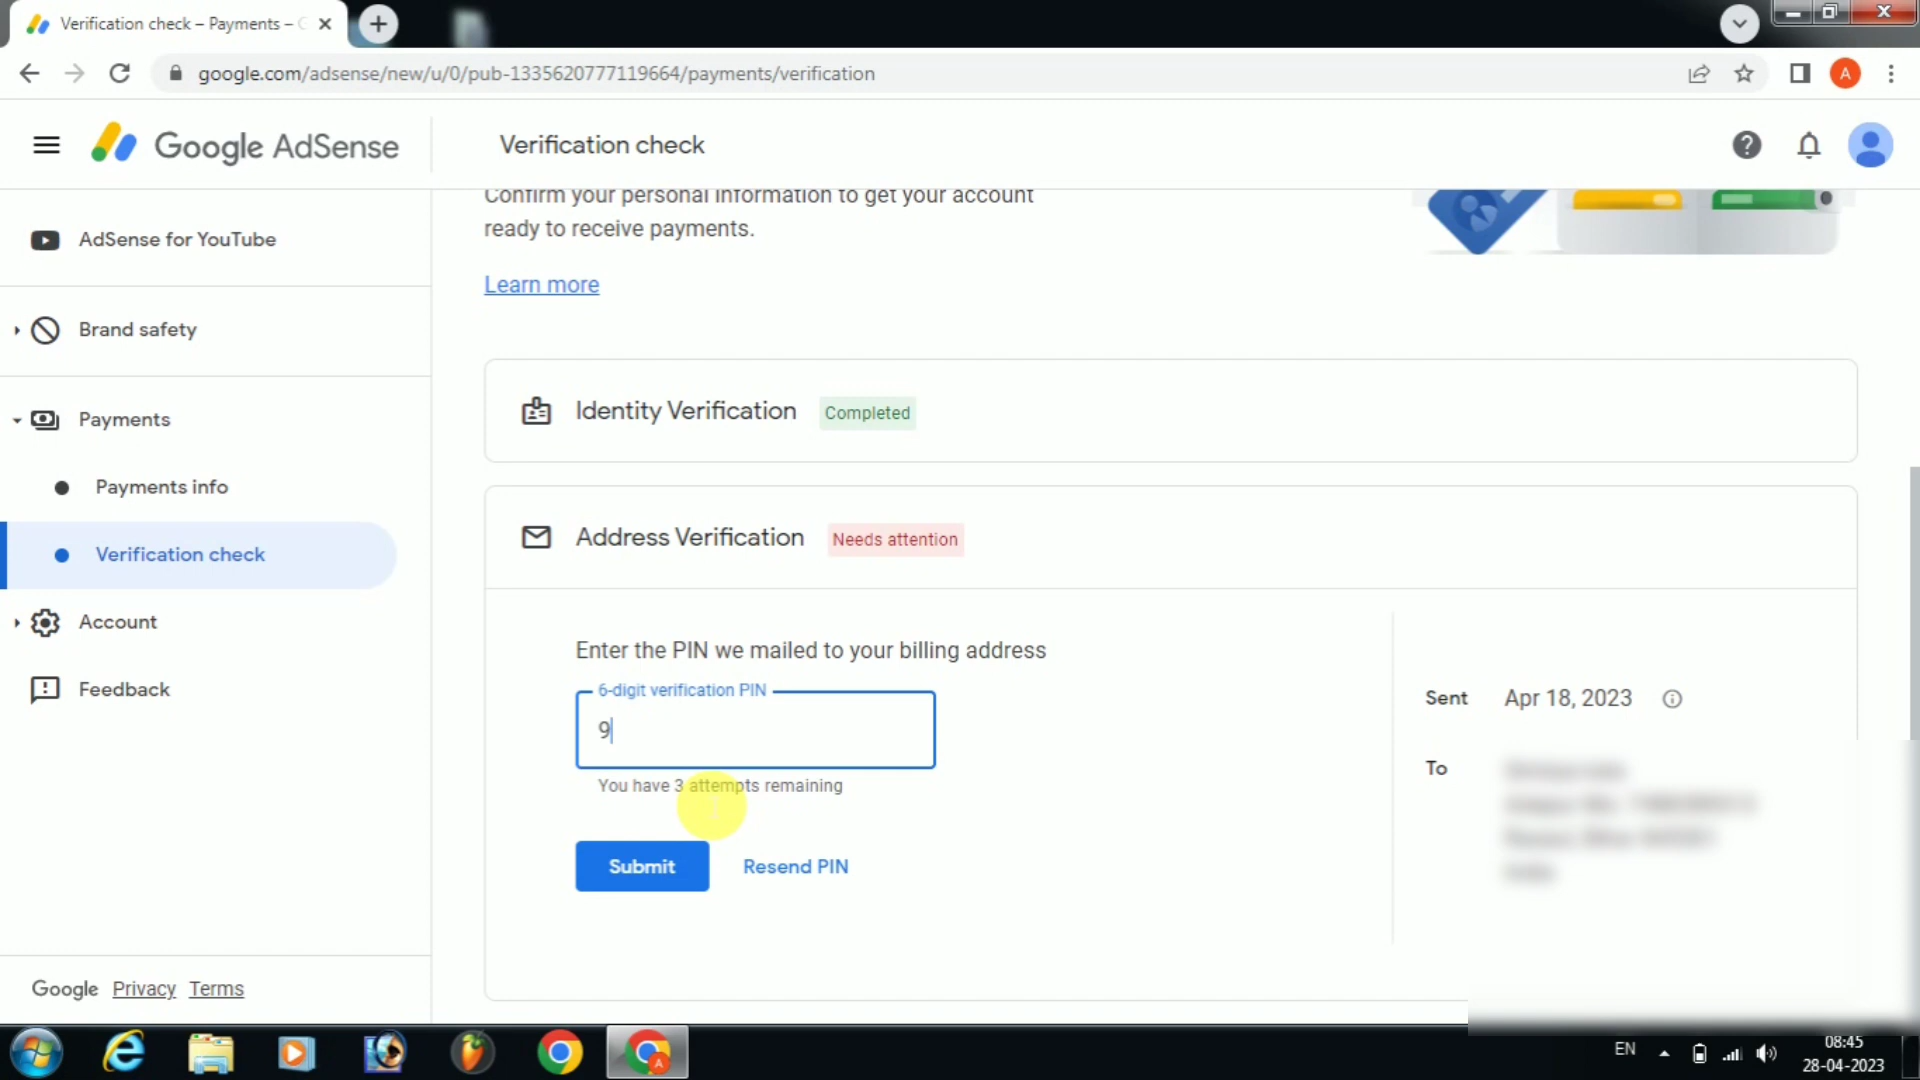 Verification check – Payments – G
google.com/adsense/new/u/0/pub-1335620777119664/payments/verification
A
Google AdSense
Verification check
AdSense for YouTube
Brand safety
Payments
Payments info
Verification check
Account
Feedback
Google Privacy Terms
Confirm your personal information to get your account
ready to receive payments.
Learn more
Identity Verification Completed
Address Verification Needs attention
Enter the PIN we mailed to your billing address
6-digit verification PIN
9
You have 3 attempts remaining
Submit Resend PIN
Sent Apr 18, 2023
To
A
EN
08:45
28-04-2023